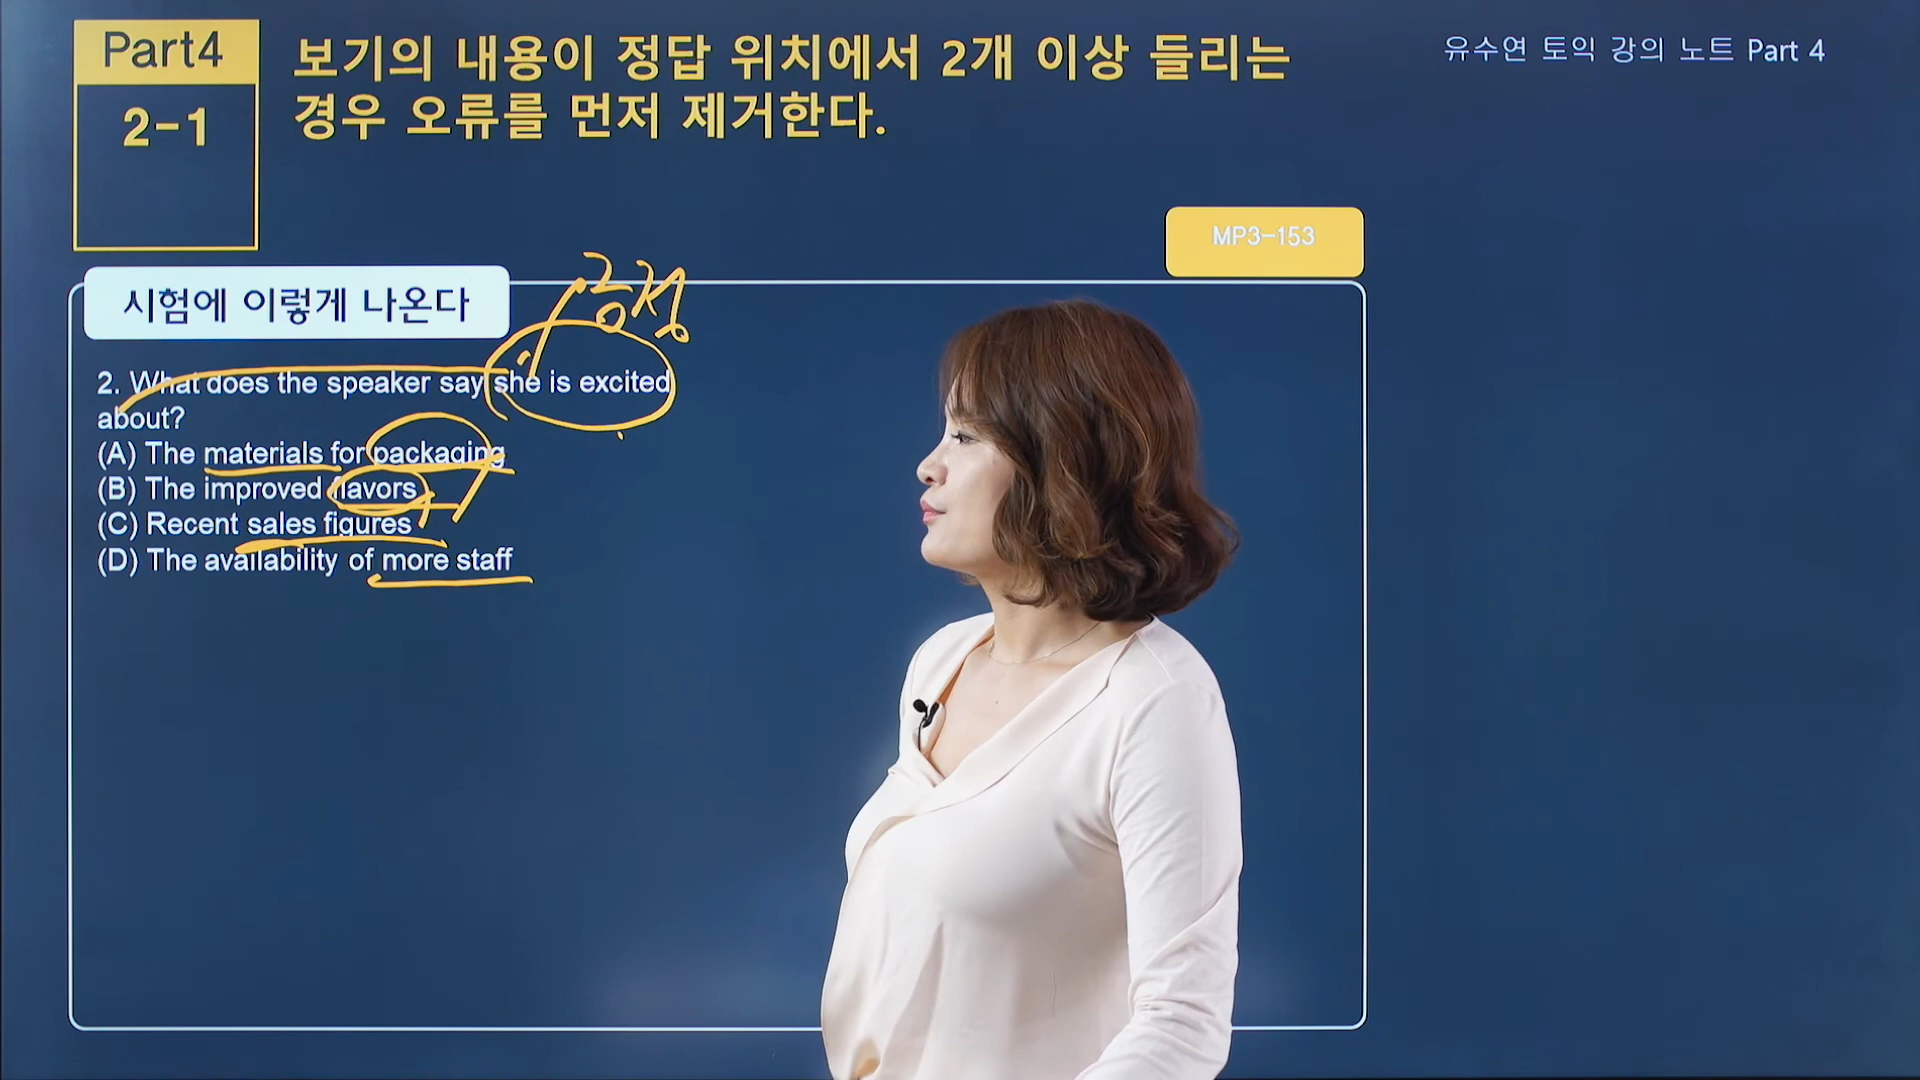 Part4
2-1
보기의 내용이 정답 위치에서 2개 이상 들리는
경우 오류를 먼저 제거한다.
유수연 토익 강의 노트 Part 4
MP3-153
시험에 이렇게 나온다
긍정
2. What does the speaker say she is excited
about?
(A) The materials for packaging
(B) The improved flavors
(C) Recent sales figures
(D) The availability of more staff